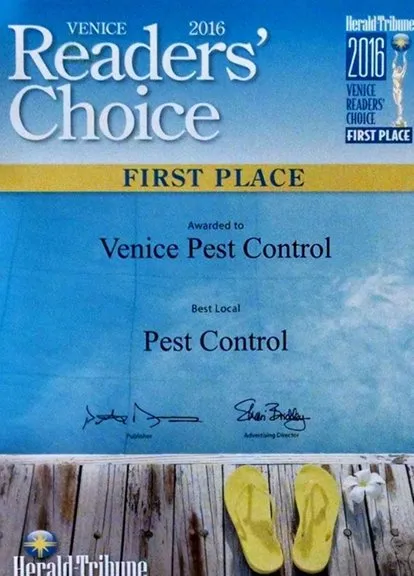 VENICE 2016
Readers'
Choice
Herald Tribune
2016
VENICE
READERS'
CHOICE
FIRST PLACE
FIRST PLACE
Awarded to
Venice Pest Control
Best Local
Pest Control
Publisher
Advertising Director
Herald-Tribune